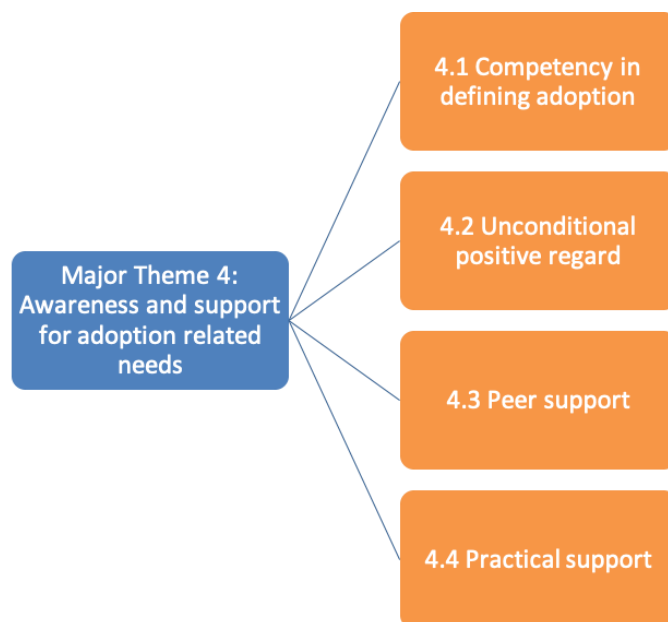 Major Theme 4:
Awareness and support
for adoption related
needs
4.1 Competency in
defining adoption
4.2 Unconditional
positive regard
4.3 Peer support
4.4 Practical support